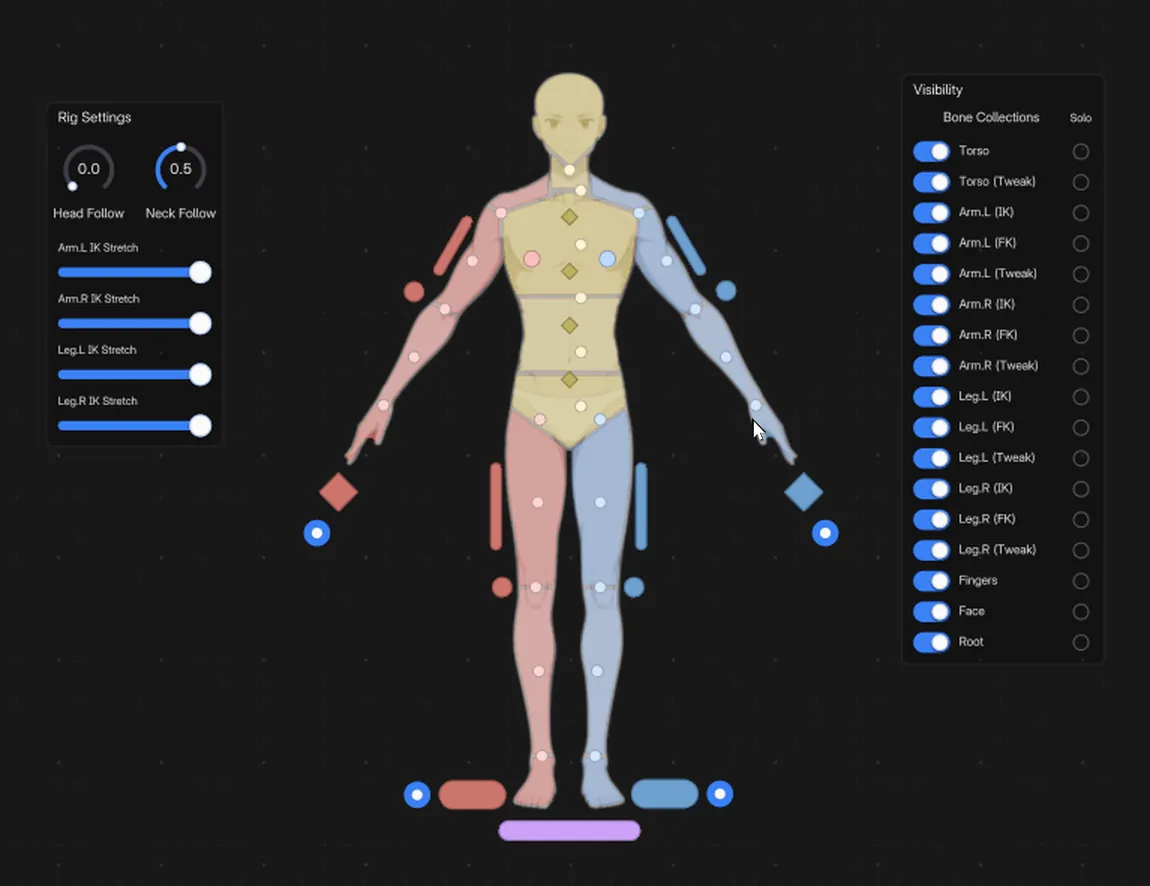 Rig Settings
0.0 0.5
Head Follow Neck Follow
Arm.L IK Stretch
Arm.R IK Stretch
Leg.L IK Stretch
Leg.R IK Stretch
Visibility
Bone Collections Solo
Torso
Torso (Tweak)
Arm.L (IK)
Arm.L (FK)
Arm.L (Tweak)
Arm.R (IK)
Arm.R (FK)
Arm.R (Tweak)
Leg.L (IK)
Leg.L (FK)
Leg.L (Tweak)
Leg.R (IK)
Leg.R (FK)
Leg.R (Tweak)
Fingers
Face
Root